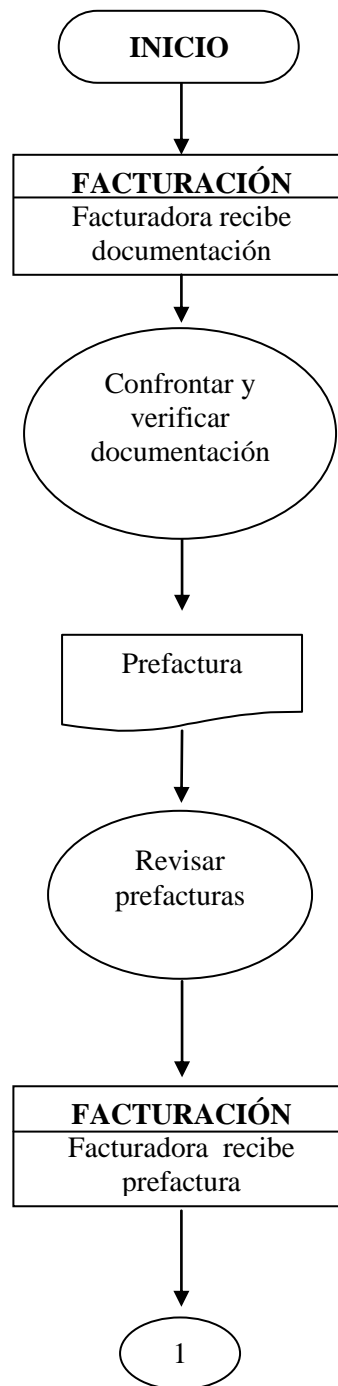 INICIO
FACTURACIÓN
Facturadora recibe
documentación
Confrontar y
verificar
documentación
Prefactura
Revisar
prefacturas
FACTURACIÓN
Facturadora recibe
prefactura
1